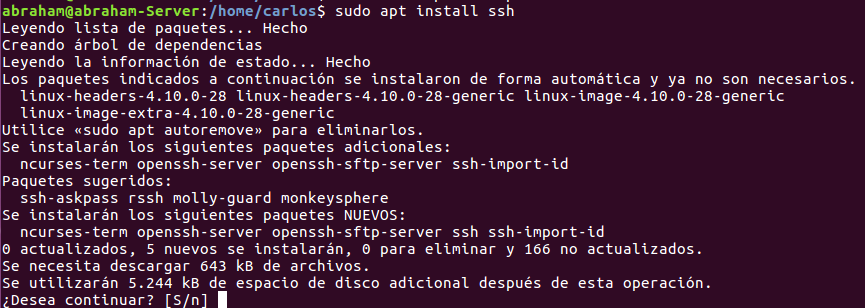 abraham@abraham-Server:/home/carlos$ sudo apt install ssh
Leyendo lista de paquetes... Hecho
Creando árbol de dependencias
Leyendo la información de estado... Hecho
Los paquetes indicados a continuación se instalaron de forma automática y ya no son necesarios.
linux-headers-4.10.0-28 linux-headers-4.10.0-28-generic linux-image-4.10.0-28-generic
linux-image-extra-4.10.0-28-generic
Utilice «sudo apt autoremove» para eliminarlos.
Se instalarán los siguientes paquetes adicionales:
ncurses-term openssh-server openssh-sftp-server ssh-import-id
Paquetes sugeridos:
ssh-askpass rssh molly-guard monkeysphere
Se instalarán los siguientes paquetes NUEVOS:
ncurses-term openssh-server openssh-sftp-server ssh ssh-import-id
0 actualizados, 5 nuevos se instalarán, 0 para eliminar y 166 no actualizados.
Se necesita descargar 643 kB de archivos.
Se utilizarán 5.244 kB de espacio de disco adicional después de esta operación.
¿Desea continuar? [S/n]